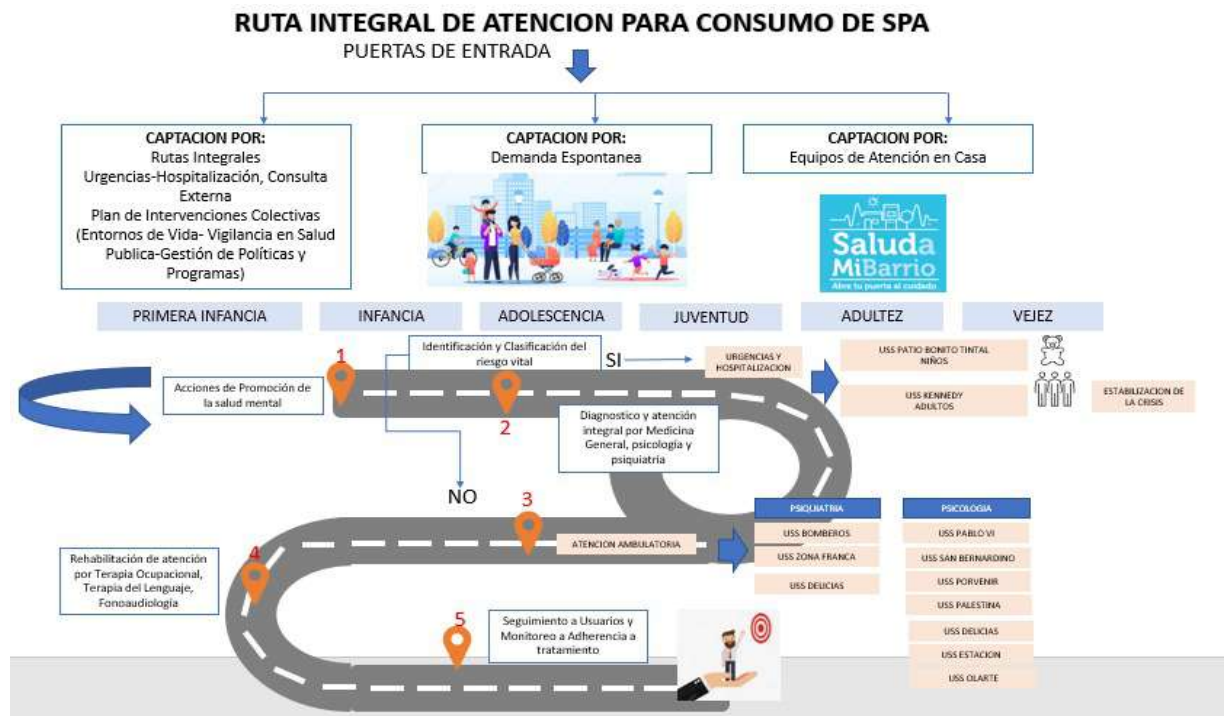 RUTA INTEGRAL DE ATENCION PARA CONSUMO DE SPA
PUERTAS DE ENTRADA
CAPTACION POR:
Rutas Integrales
Urgencias-Hospitalización, Consulta
Externa
Plan de Intervenciones Colectivas
(Entornos de Vida- Vigilancia en Salud
Publica-Gestión de Políticas y
Programas)
CAPTACION POR:
Demanda Espontanea
CAPTACION POR:
Equipos de Atención en Casa
Saluda
MiBarrio
Abre tu puerta al cuidado
PRIMERA INFANCIA
INFANCIA
ADOLESCENCIA
JUVENTUD
ADULTEZ
VEJEZ
Acciones de Promoción de
la salud mental
1
Identificación y Clasificación del
riesgo vital
2
SI
URGENCIAS Y
HOSPITALIZACION
USS PATIO BONITO TINTAL
NIÑOS
USS KENNEDY
ADULTOS
ESTABILIZACION DE
LA CRISIS
Diagnostico y atención
integral por Medicina
General, psicología y
psiquiatría
NO
3
ATENCION AMBULATORIA
PSIQUIATRIA
USS BOMBEROS
USS ZONA FRANCA
USS DELICIAS
PSICOLOGIA
USS PABLO VI
USS SAN BERNARDINO
USS PORVENIR
USS PALESTINA
USS DELICIAS
USS ESTACION
USS OLARTE
Rehabilitación de atención
por Terapia Ocupacional,
Terapia del Lenguaje,
Fonoaudiología
4
5
Seguimiento a Usuarios y
Monitoreo a Adherencia a
tratamiento